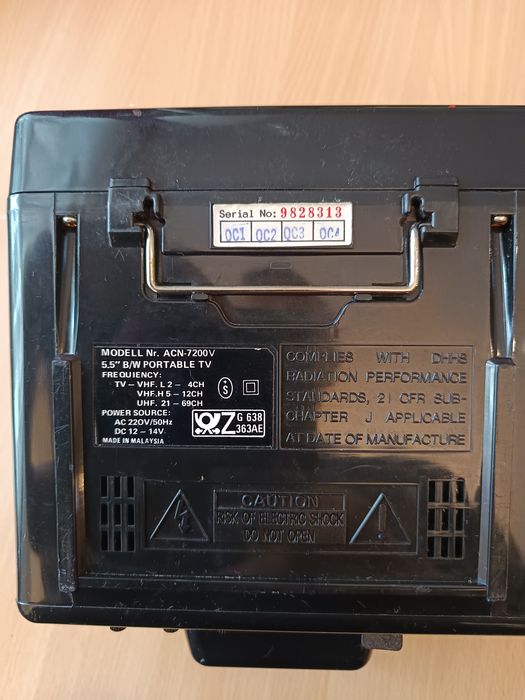 Serial No: 9828313
QC1 QC2 QC3 QC4
MODELL Nr. ACN-7200V
5,5" B/W PORTABLE TV
FREQUIENCY:
TV – VHF. L 2 – 4CH
VHF.H 5 – 12CH
UHF. 21 – 69CH
POWER SOURCE:
AC 220V/50Hz
DC 12 – 14V
MADE IN MALAYSIA
S
Z G 638
363AE
COMPLIES WITH DHHS
RADIATION PERFORMANCE
STANDARDS, 21 CFR SUB-
CHAPTER J APPLICABLE
AT DATE OF MANUFACTURE
CAUTION
RISK OF ELECTRIC SHOCK
DO NOT OPEN